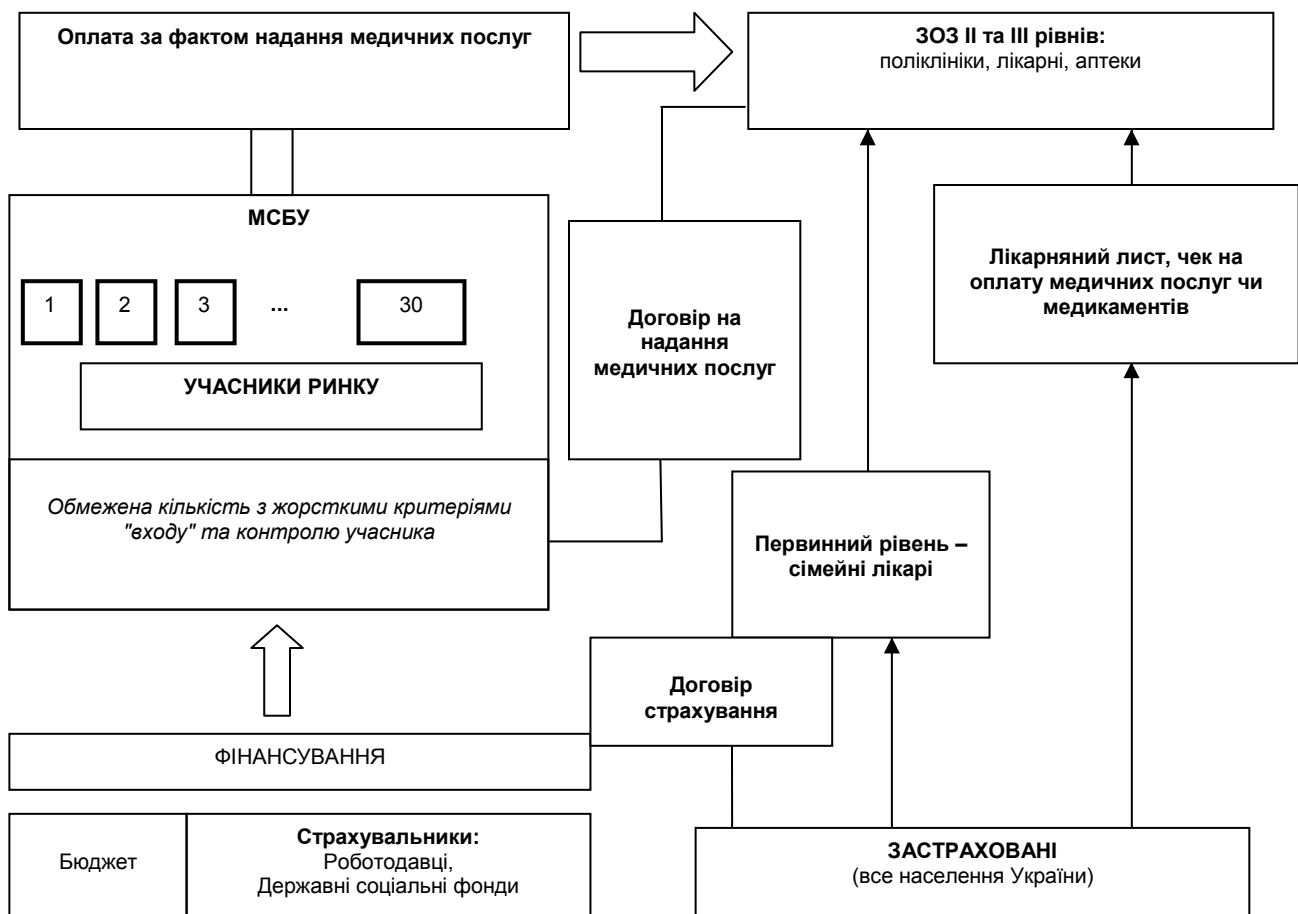 Оплата за фактом надання медичних послуг
ЗОЗ ІІ та ІІІ рівнів:
поліклініки, лікарні, аптеки
МСБУ
1 2 3 ... 30
УЧАСНИКИ РИНКУ
Обмежена кількість з жорсткими критеріями
"входу" та контролю учасника
Договір на
надання
медичних послуг
Лікарняний лист, чек на
оплату медичних послуг чи
медикаментів
Первинний рівень –
сімейні лікарі
Договір
страхування
ФІНАНСУВАННЯ
Бюджет
Страхувальники:
Роботодавці,
Державні соціальні фонди
ЗАСТРАХОВАНІ
(все населення України)